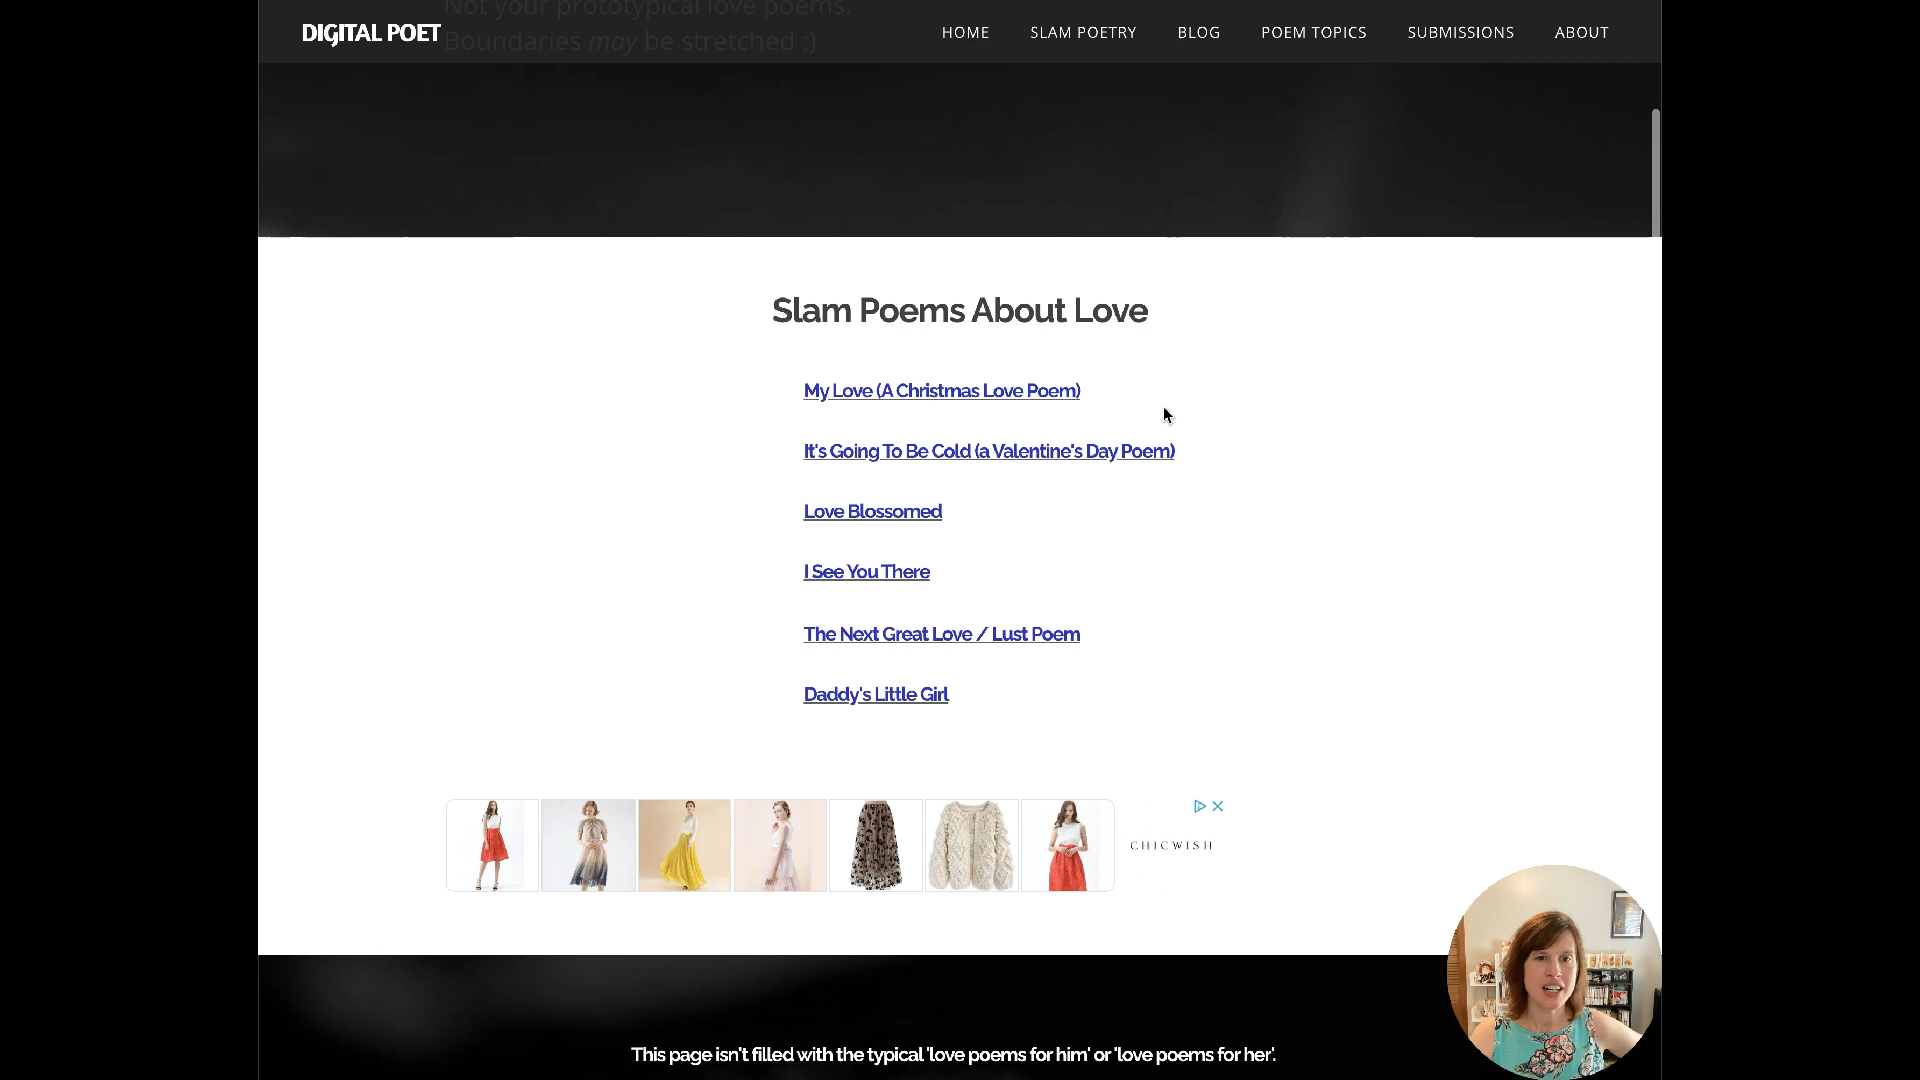 Not your prototypical love poems.
Boundaries may be stretched :)
DIGITAL POET
HOME
SLAM POETRY
BLOG
POEM TOPICS
SUBMISSIONS
ABOUT
Slam Poems About Love
My Love (A Christmas Love Poem)
It's Going To Be Cold (a Valentine's Day Poem)
Love Blossomed
I See You There
The Next Great Love / Lust Poem
Daddy's Little Girl
CHICWISH
This page isn't filled with the typical 'love poems for him' or 'love poems for her'.